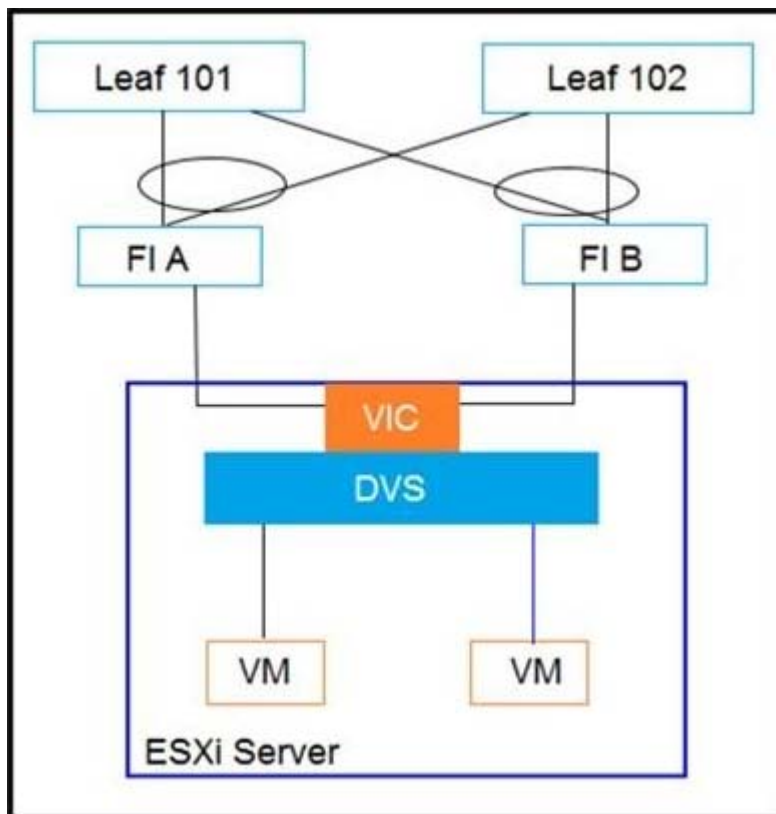 Leaf 101
Leaf 102
FI A
FI B
VIC
DVS
VM
VM
ESXi Server